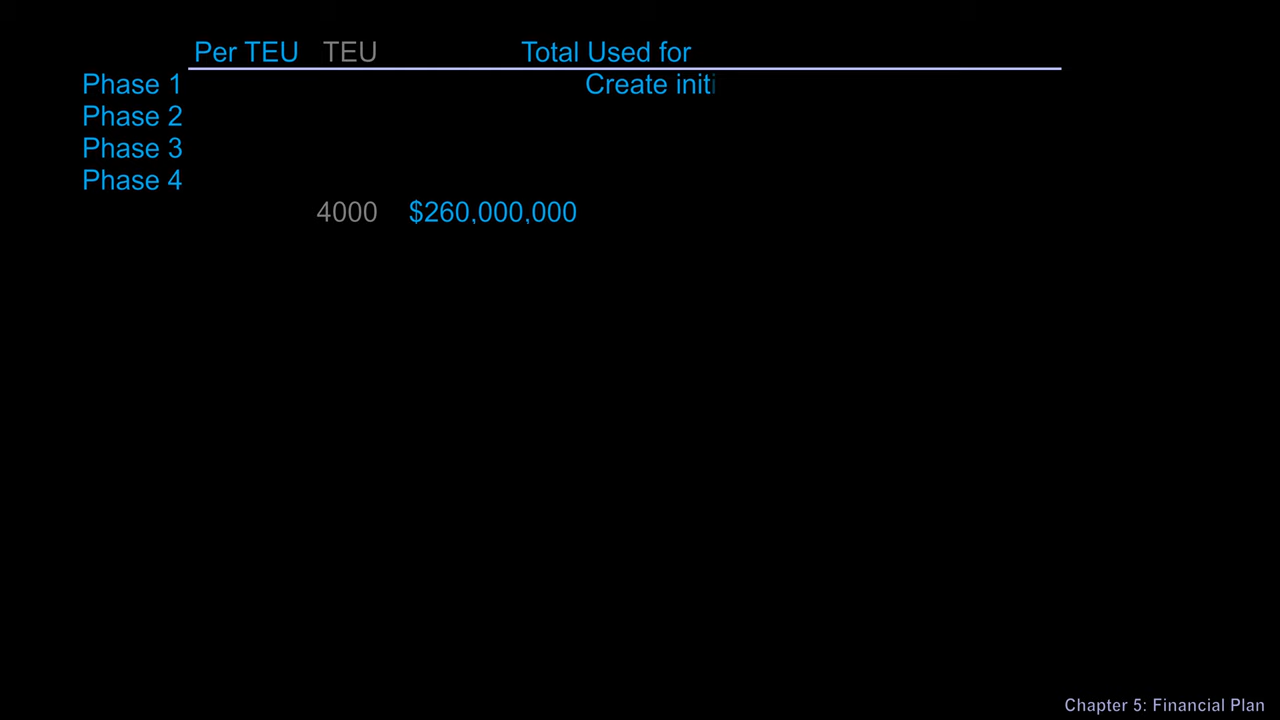 Per TEU TEU Total Used for
Phase 1 Create initi
Phase 2
Phase 3
Phase 4
4000 $260,000,000
Chapter 5: Financial Plan